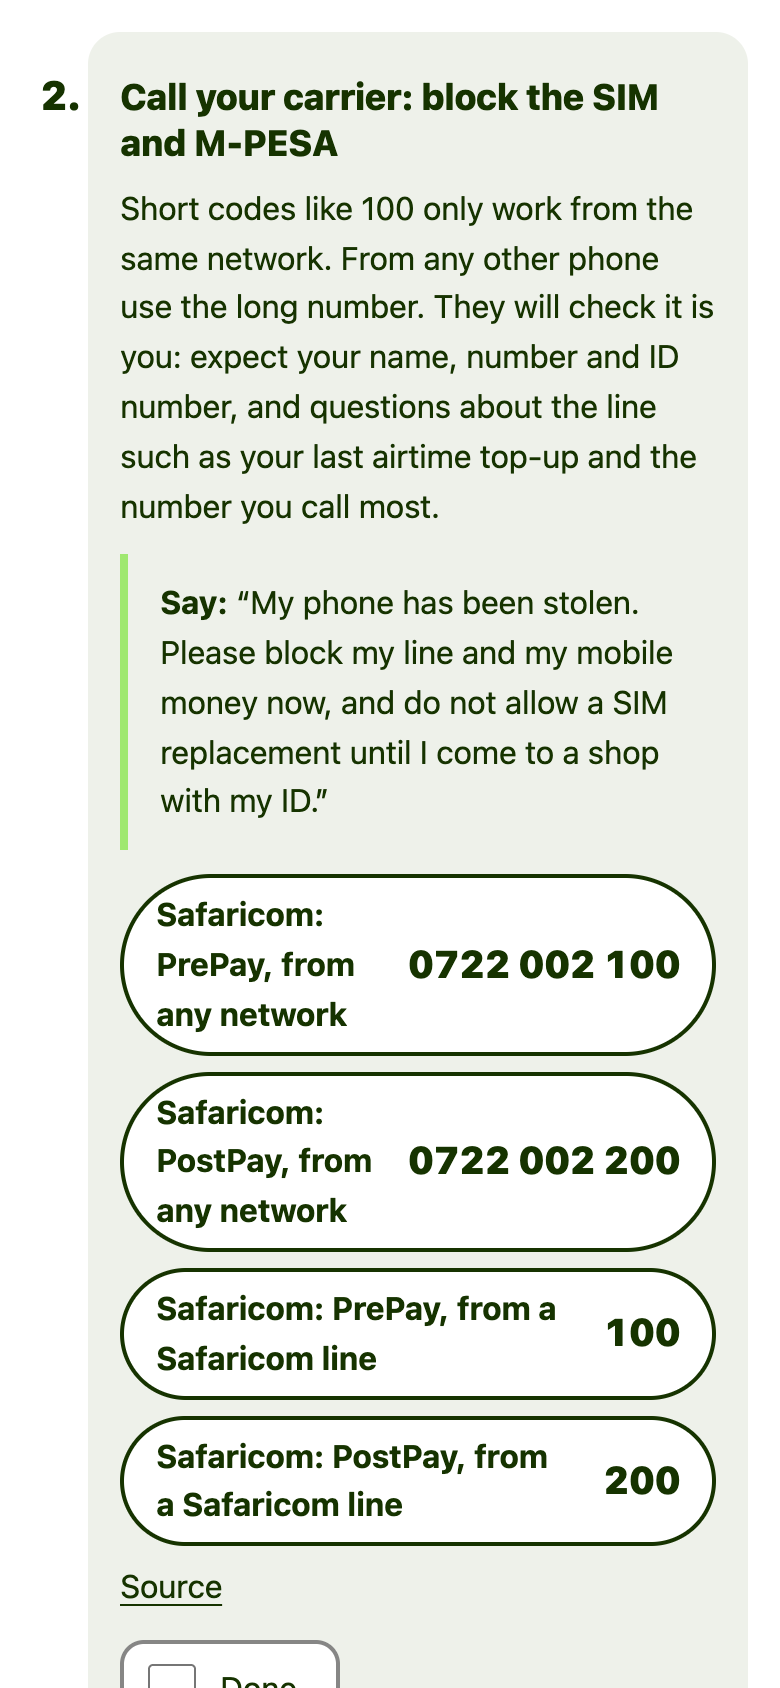 2.
Call your carrier: block the SIM
and M-PESA
Short codes like 100 only work from the
same network. From any other phone
use the long number. They will check it is
you: expect your name, number and ID
number, and questions about the line
such as your last airtime top-up and the
number you call most.
Say: “My phone has been stolen.
Please block my line and my mobile
money now, and do not allow a SIM
replacement until I come to a shop
with my ID.”
Safaricom:
PrePay, from
any network
0722 002 100
Safaricom:
PostPay, from
any network
0722 002 200
Safaricom: PrePay, from a
Safaricom line
100
Safaricom: PostPay, from
a Safaricom line
200
Source
Done